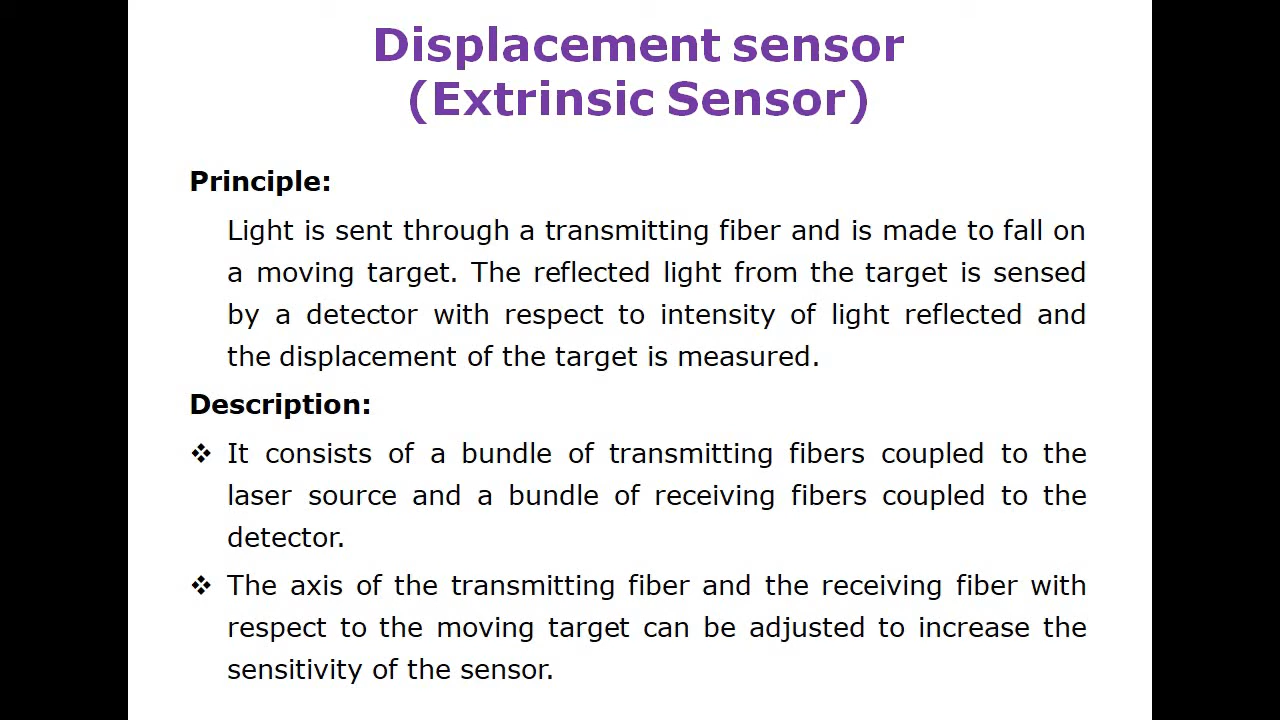 Displacement sensor
(Extrinsic Sensor)
Principle:
Light is sent through a transmitting fiber and is made to fall on
a moving target. The reflected light from the target is sensed
by a detector with respect to intensity of light reflected and
the displacement of the target is measured.
Description:
❖ It consists of a bundle of transmitting fibers coupled to the
laser source and a bundle of receiving fibers coupled to the
detector.
❖ The axis of the transmitting fiber and the receiving fiber with
respect to the moving target can be adjusted to increase the
sensitivity of the sensor.